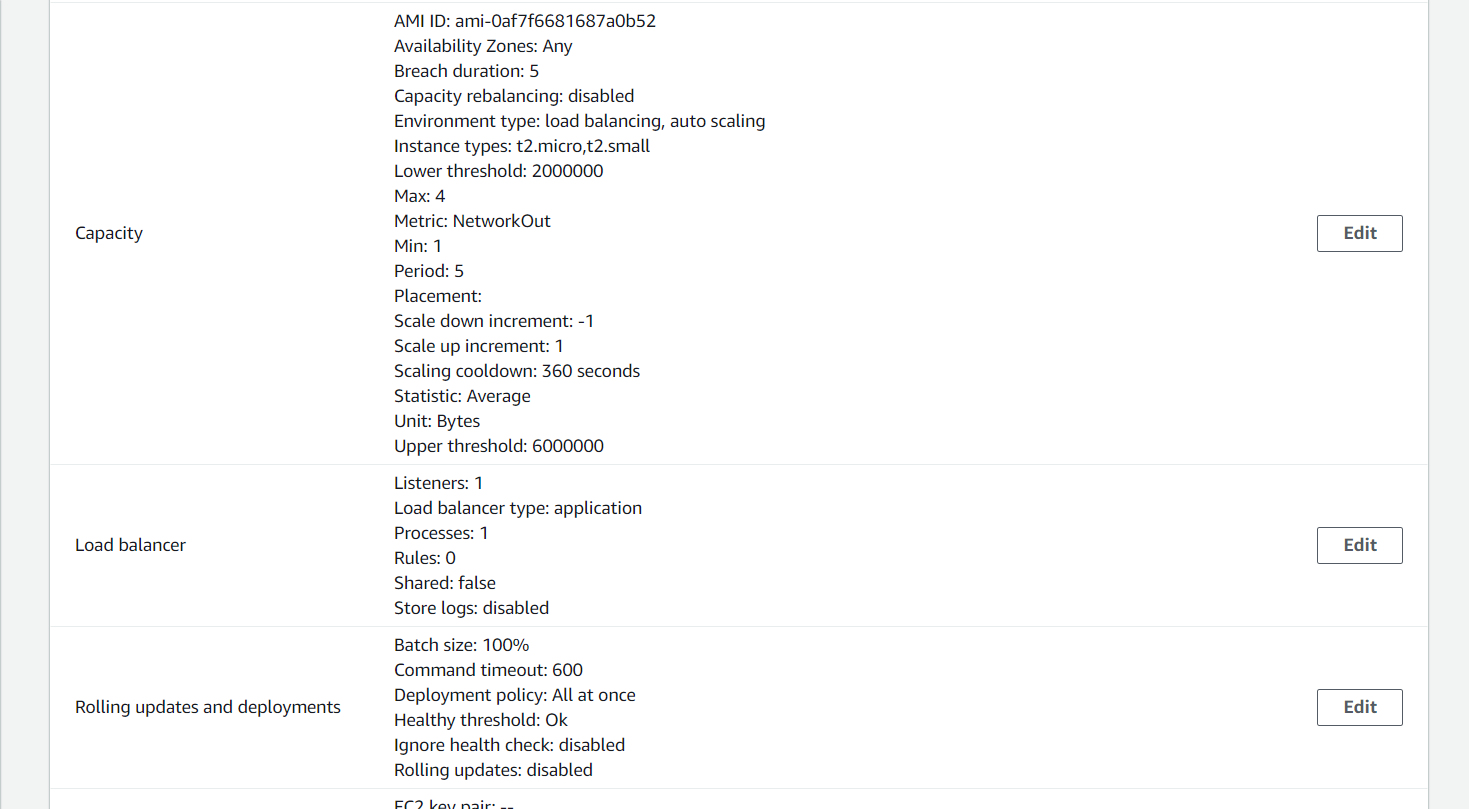 AMI ID: ami-0af7f6681687a0b52
Availability Zones: Any
Breach duration: 5
Capacity rebalancing: disabled
Environment type: load balancing, auto scaling
Instance types: t2.micro,t2.small
Lower threshold: 2000000
Max: 4
Metric: NetworkOut
Capacity
Edit
Min: 1
Period: 5
Placement:
Scale down increment: -1
Scale up increment: 1
Scaling cooldown: 360 seconds
Statistic: Average
Unit: Bytes
Upper threshold: 6000000
Listeners: 1
Load balancer type: application
Processes: 1
Load balancer
Edit
Rules: 0
Shared: false
Store logs: disabled
Batch size: 100%
Command timeout: 600
Deployment policy: All at once
Rolling updates and deployments
Edit
Healthy threshold: Ok
Ignore health check: disabled
Rolling updates: disabled
EC2 key pair: --